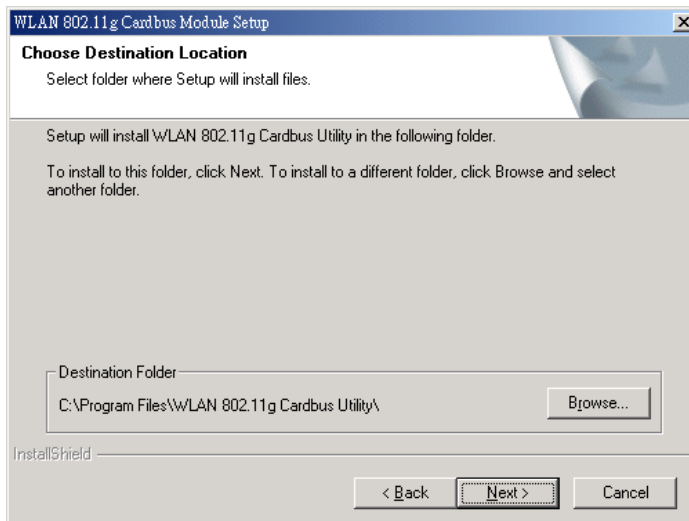 WLAN 802.11g Cardbus Module Setup
Choose Destination Location
Select folder where Setup will install files.
Setup will install WLAN 802.11g Cardbus Utility in the following folder.
To install to this folder, click Next. To install to a different folder, click Browse and select
another folder.
Destination Folder
C:\Program Files\WLAN 802.11g Cardbus Utility\
Browse...
InstallShield
< Back
Next >
Cancel